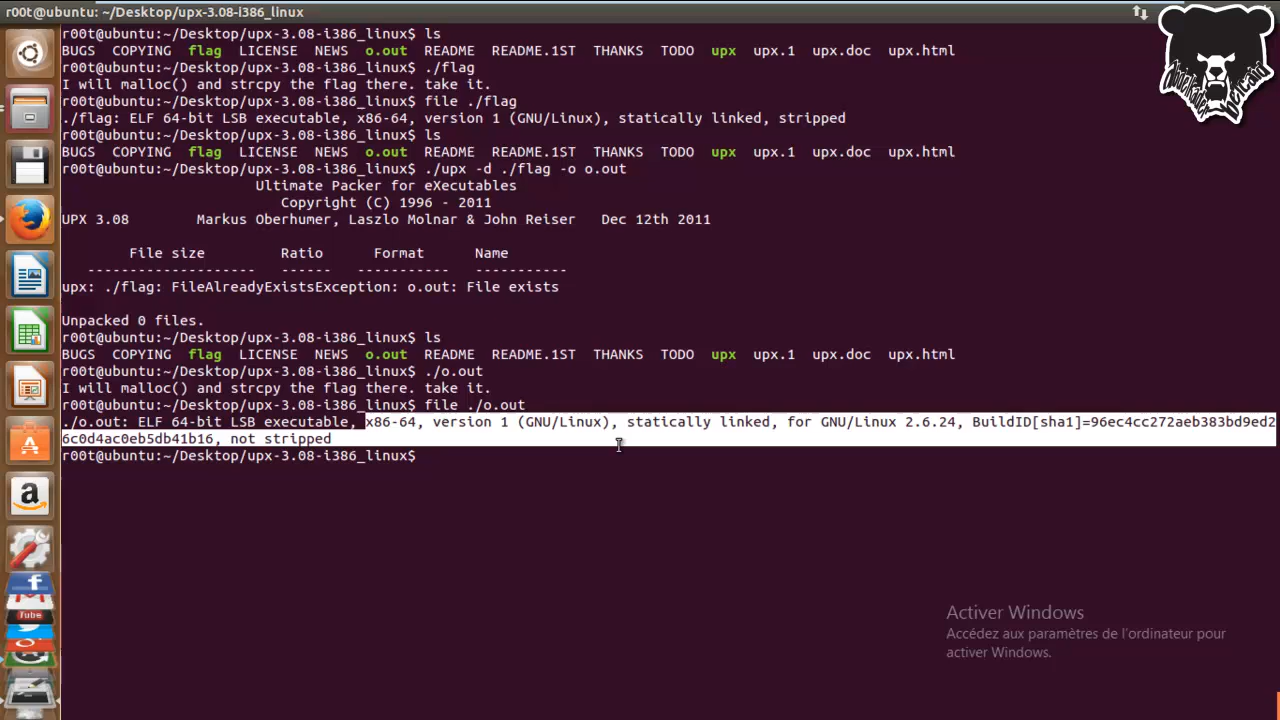 r00t@ubuntu: ~/Desktop/upx-3.08-i386_linux
r00t@ubuntu:~/Desktop/upx-3.08-i386_linux$ ls
BUGS  COPYING  flag  LICENSE  NEWS  o.out  README  README.1ST  THANKS  TODO  upx  upx.1  upx.doc  upx.html
r00t@ubuntu:~/Desktop/upx-3.08-i386_linux$ ./flag
I will malloc() and strcpy the flag there. take it.
r00t@ubuntu:~/Desktop/upx-3.08-i386_linux$ file ./flag
./flag: ELF 64-bit LSB executable, x86-64, version 1 (GNU/Linux), statically linked, stripped
r00t@ubuntu:~/Desktop/upx-3.08-i386_linux$ ls
BUGS  COPYING  flag  LICENSE  NEWS  o.out  README  README.1ST  THANKS  TODO  upx  upx.1  upx.doc  upx.html
r00t@ubuntu:~/Desktop/upx-3.08-i386_linux$ ./upx -d ./flag -o o.out
Ultimate Packer for eXecutables
Copyright (C) 1996 - 2011
UPX 3.08        Markus Oberhumer, Laszlo Molnar & John Reiser   Dec 12th 2011
File size         Ratio      Format      Name
--------------------   ------   -----------   -----------
upx: ./flag: FileAlreadyExistsException: o.out: File exists
Unpacked 0 files.
r00t@ubuntu:~/Desktop/upx-3.08-i386_linux$ ls
BUGS  COPYING  flag  LICENSE  NEWS  o.out  README  README.1ST  THANKS  TODO  upx  upx.1  upx.doc  upx.html
r00t@ubuntu:~/Desktop/upx-3.08-i386_linux$ ./o.out
I will malloc() and strcpy the flag there. take it.
r00t@ubuntu:~/Desktop/upx-3.08-i386_linux$ file ./o.out
./o.out: ELF 64-bit LSB executable, x86-64, version 1 (GNU/Linux), statically linked, for GNU/Linux 2.6.24, BuildID[sha1]=96ec4cc272aeb383bd9ed2
6c0d4ac0eb5db41b16, not stripped
r00t@ubuntu:~/Desktop/upx-3.08-i386_linux$
Tube
Activer Windows
Accédez aux paramètres de l'ordinateur pour
activer Windows.